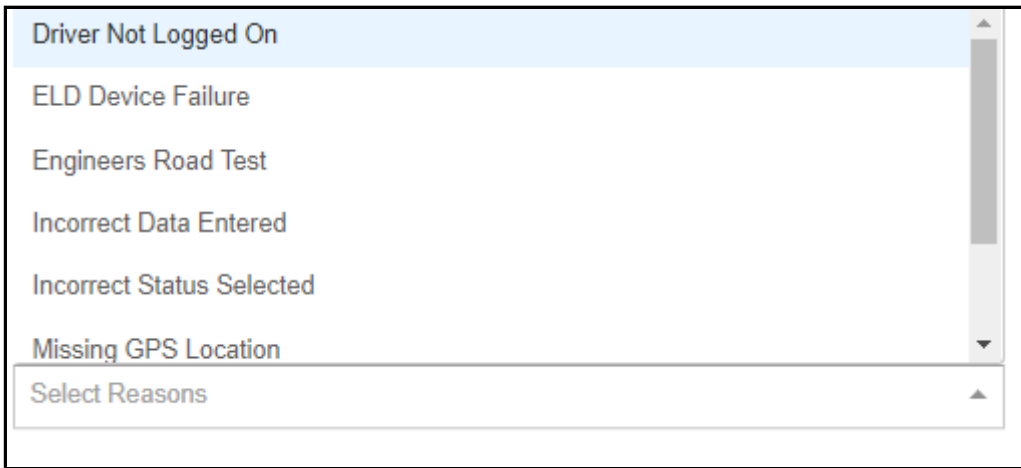 Driver Not Logged On
ELD Device Failure
Engineers Road Test
Incorrect Data Entered
Incorrect Status Selected
Missing GPS Location
Select Reasons